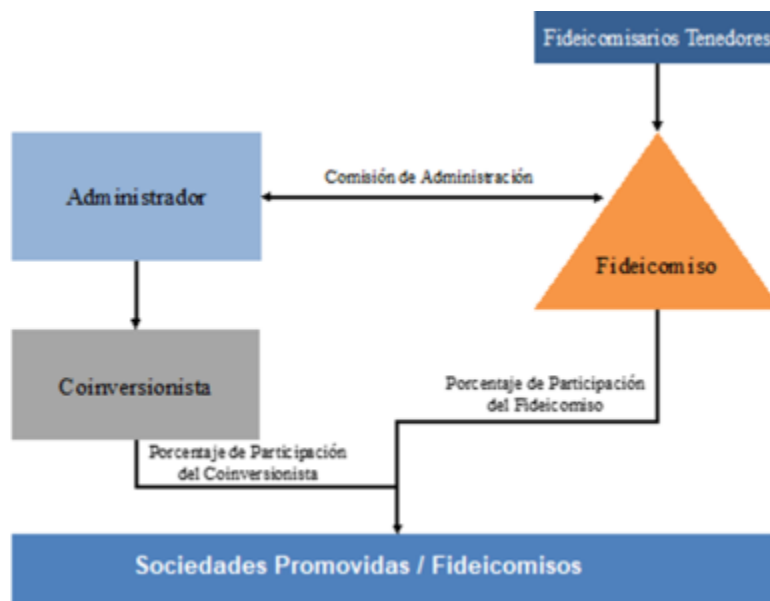 Fideicomisarios Tenedores
Comisión de Administración
Administrador
Fideicomiso
Coinversionista
Porcentaje de Participación
del Fideicomiso
Porcentaje de Participación
del Coinversionista
Sociedades Promovidas / Fideicomisos